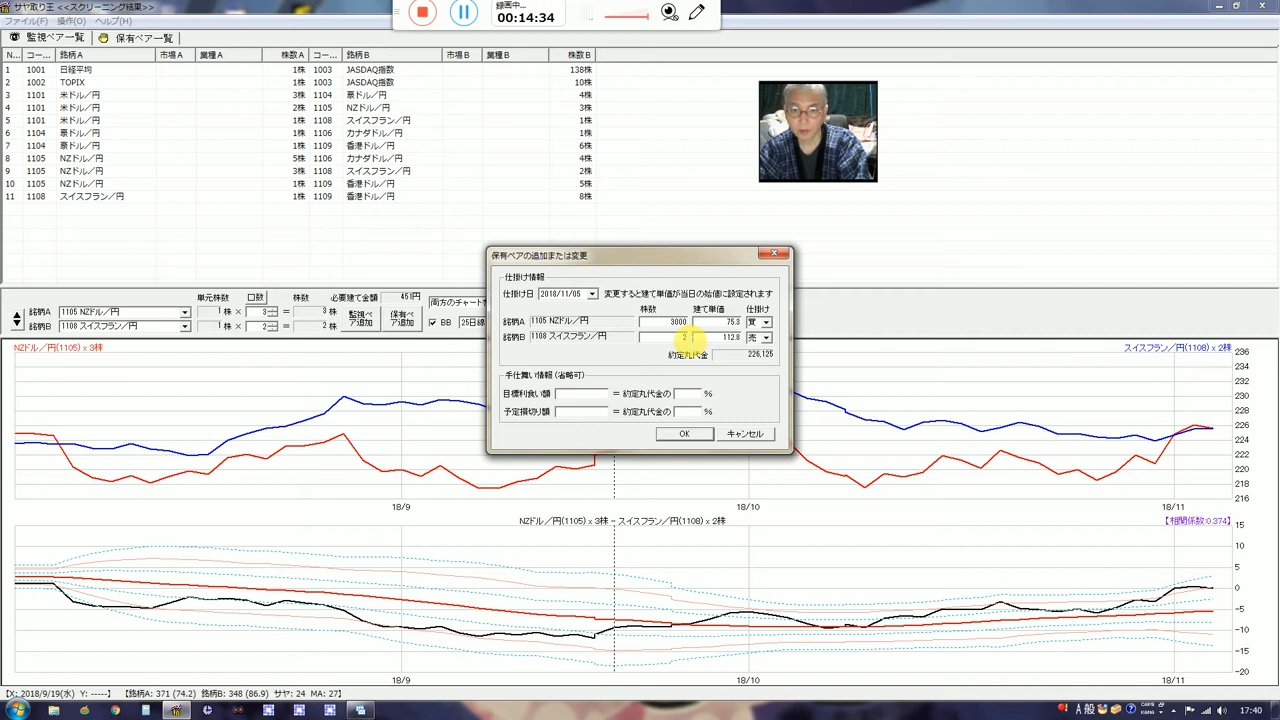 サヤ取り王 <<スクリーニング結果>>
録画中...
00:14:34
ファイル(F) 操作(O) ヘルプ(H)
監視ペア一覧 保有ペア一覧
N... コー... 銘柄A 市場A 業種A 株数A コー... 銘柄B 市場B 業種B 株数B
1 1001 日経平均 1株 1003 JASDAQ指数 138株
2 1002 TOPIX 1株 1003 JASDAQ指数 10株
3 1101 米ドル/円 3株 1104 豪ドル/円 4株
4 1101 米ドル/円 2株 1105 NZドル/円 3株
5 1101 米ドル/円 1株 1108 スイスフラン/円 1株
6 1104 豪ドル/円 1株 1106 カナダドル/円 1株
7 1104 豪ドル/円 1株 1109 香港ドル/円 6株
8 1105 NZドル/円 5株 1106 カナダドル/円 4株
9 1105 NZドル/円 3株 1108 スイスフラン/円 2株
10 1105 NZドル/円 1株 1109 香港ドル/円 5株
11 1108 スイスフラン/円 1株 1109 香港ドル/円 8株
単元株数 口数 株数 必要建て金額 451円 両方のチャートを
銘柄A 1105 NZドル/円 1 株 × 3 = 3 株 監視ペア追加 保有ペア追加
銘柄B 1108 スイスフラン/円 1 株 × 2 = 2 株 BB 25日線
保有ペアの追加または変更
仕掛け情報
仕掛け日 2018/11/05 変更すると建て単価が当日の始値に設定されます
株数 建て単価 仕掛け
銘柄A 1105 NZドル/円 3000 75.3 買
銘柄B 1108 スイスフラン/円 2 112.8 売
約定丸代金 226,125
手仕舞い情報(省略可)
目標利食い額 = 約定丸代金の %
予定損切り額 = 約定丸代金の %
OK キャンセル
NZドル/円(1105) x 3株 スイスフラン/円(1108) x 2株
236
234
232
230
228
226
224
222
220
218
216
18/9 18/10 18/11
NZドル/円(1105) x 3株 - スイスフラン/円(1108) x 2株 【相関係数:0.374】
15
10
5
0
-5
-10
-15
-20
18/9 18/10 18/11
[X: 2018/9/19(水) Y: -----] 【銘柄A: 371 (74.2) 銘柄B: 348 (86.9) サヤ: 24 MA: 27】
A 般 CAPS KANA 17:40